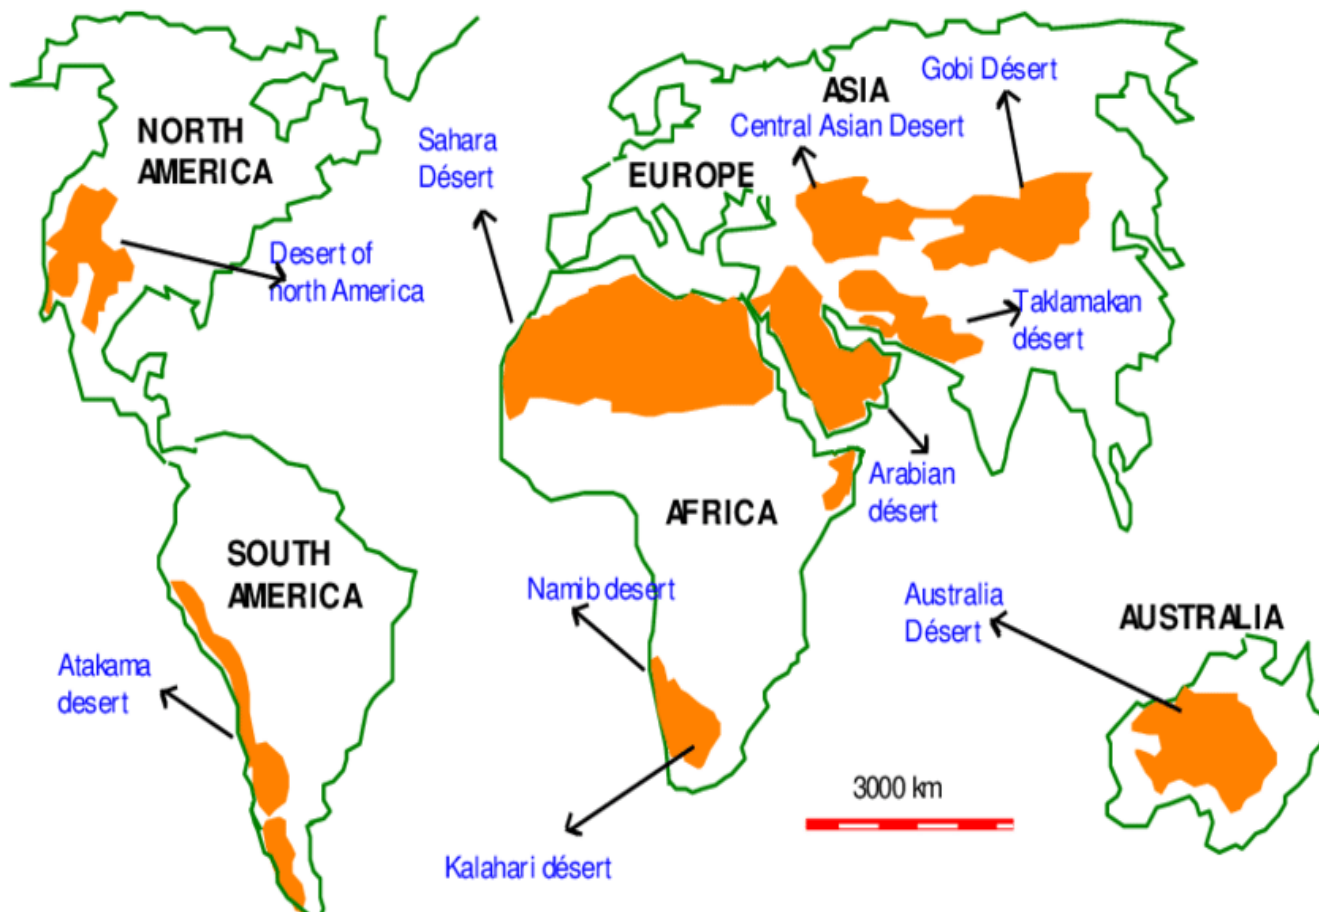 Gobi Désert
ASIA
Central Asian Desert
NORTH
AMERICA
Sahara
Désert
EUROPE
Desert of
north America
Taklamakan
désert
Arabian
désert
AFRICA
SOUTH
AMERICA
Namib desert
Australia
Désert
AUSTRALIA
Atakama
desert
3000 km
Kalahari désert